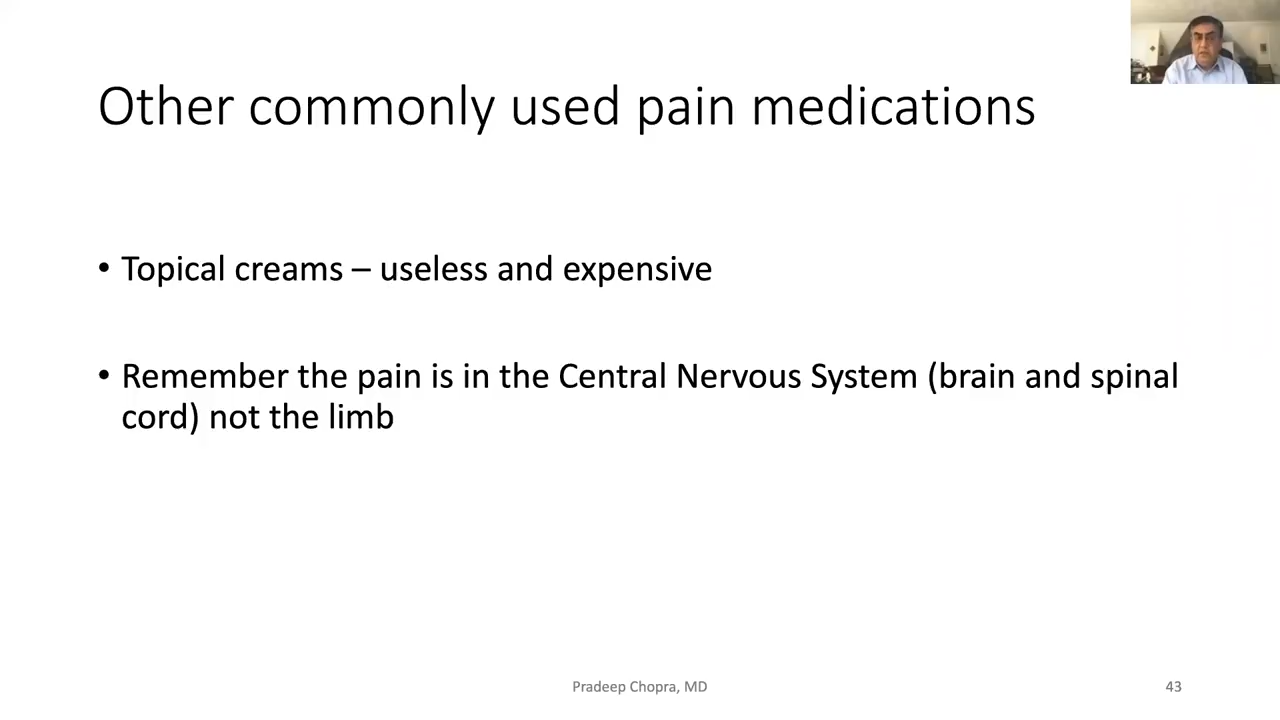 Other commonly used pain medications
• Topical creams – useless and expensive
• Remember the pain is in the Central Nervous System (brain and spinal
cord) not the limb
Pradeep Chopra, MD
43